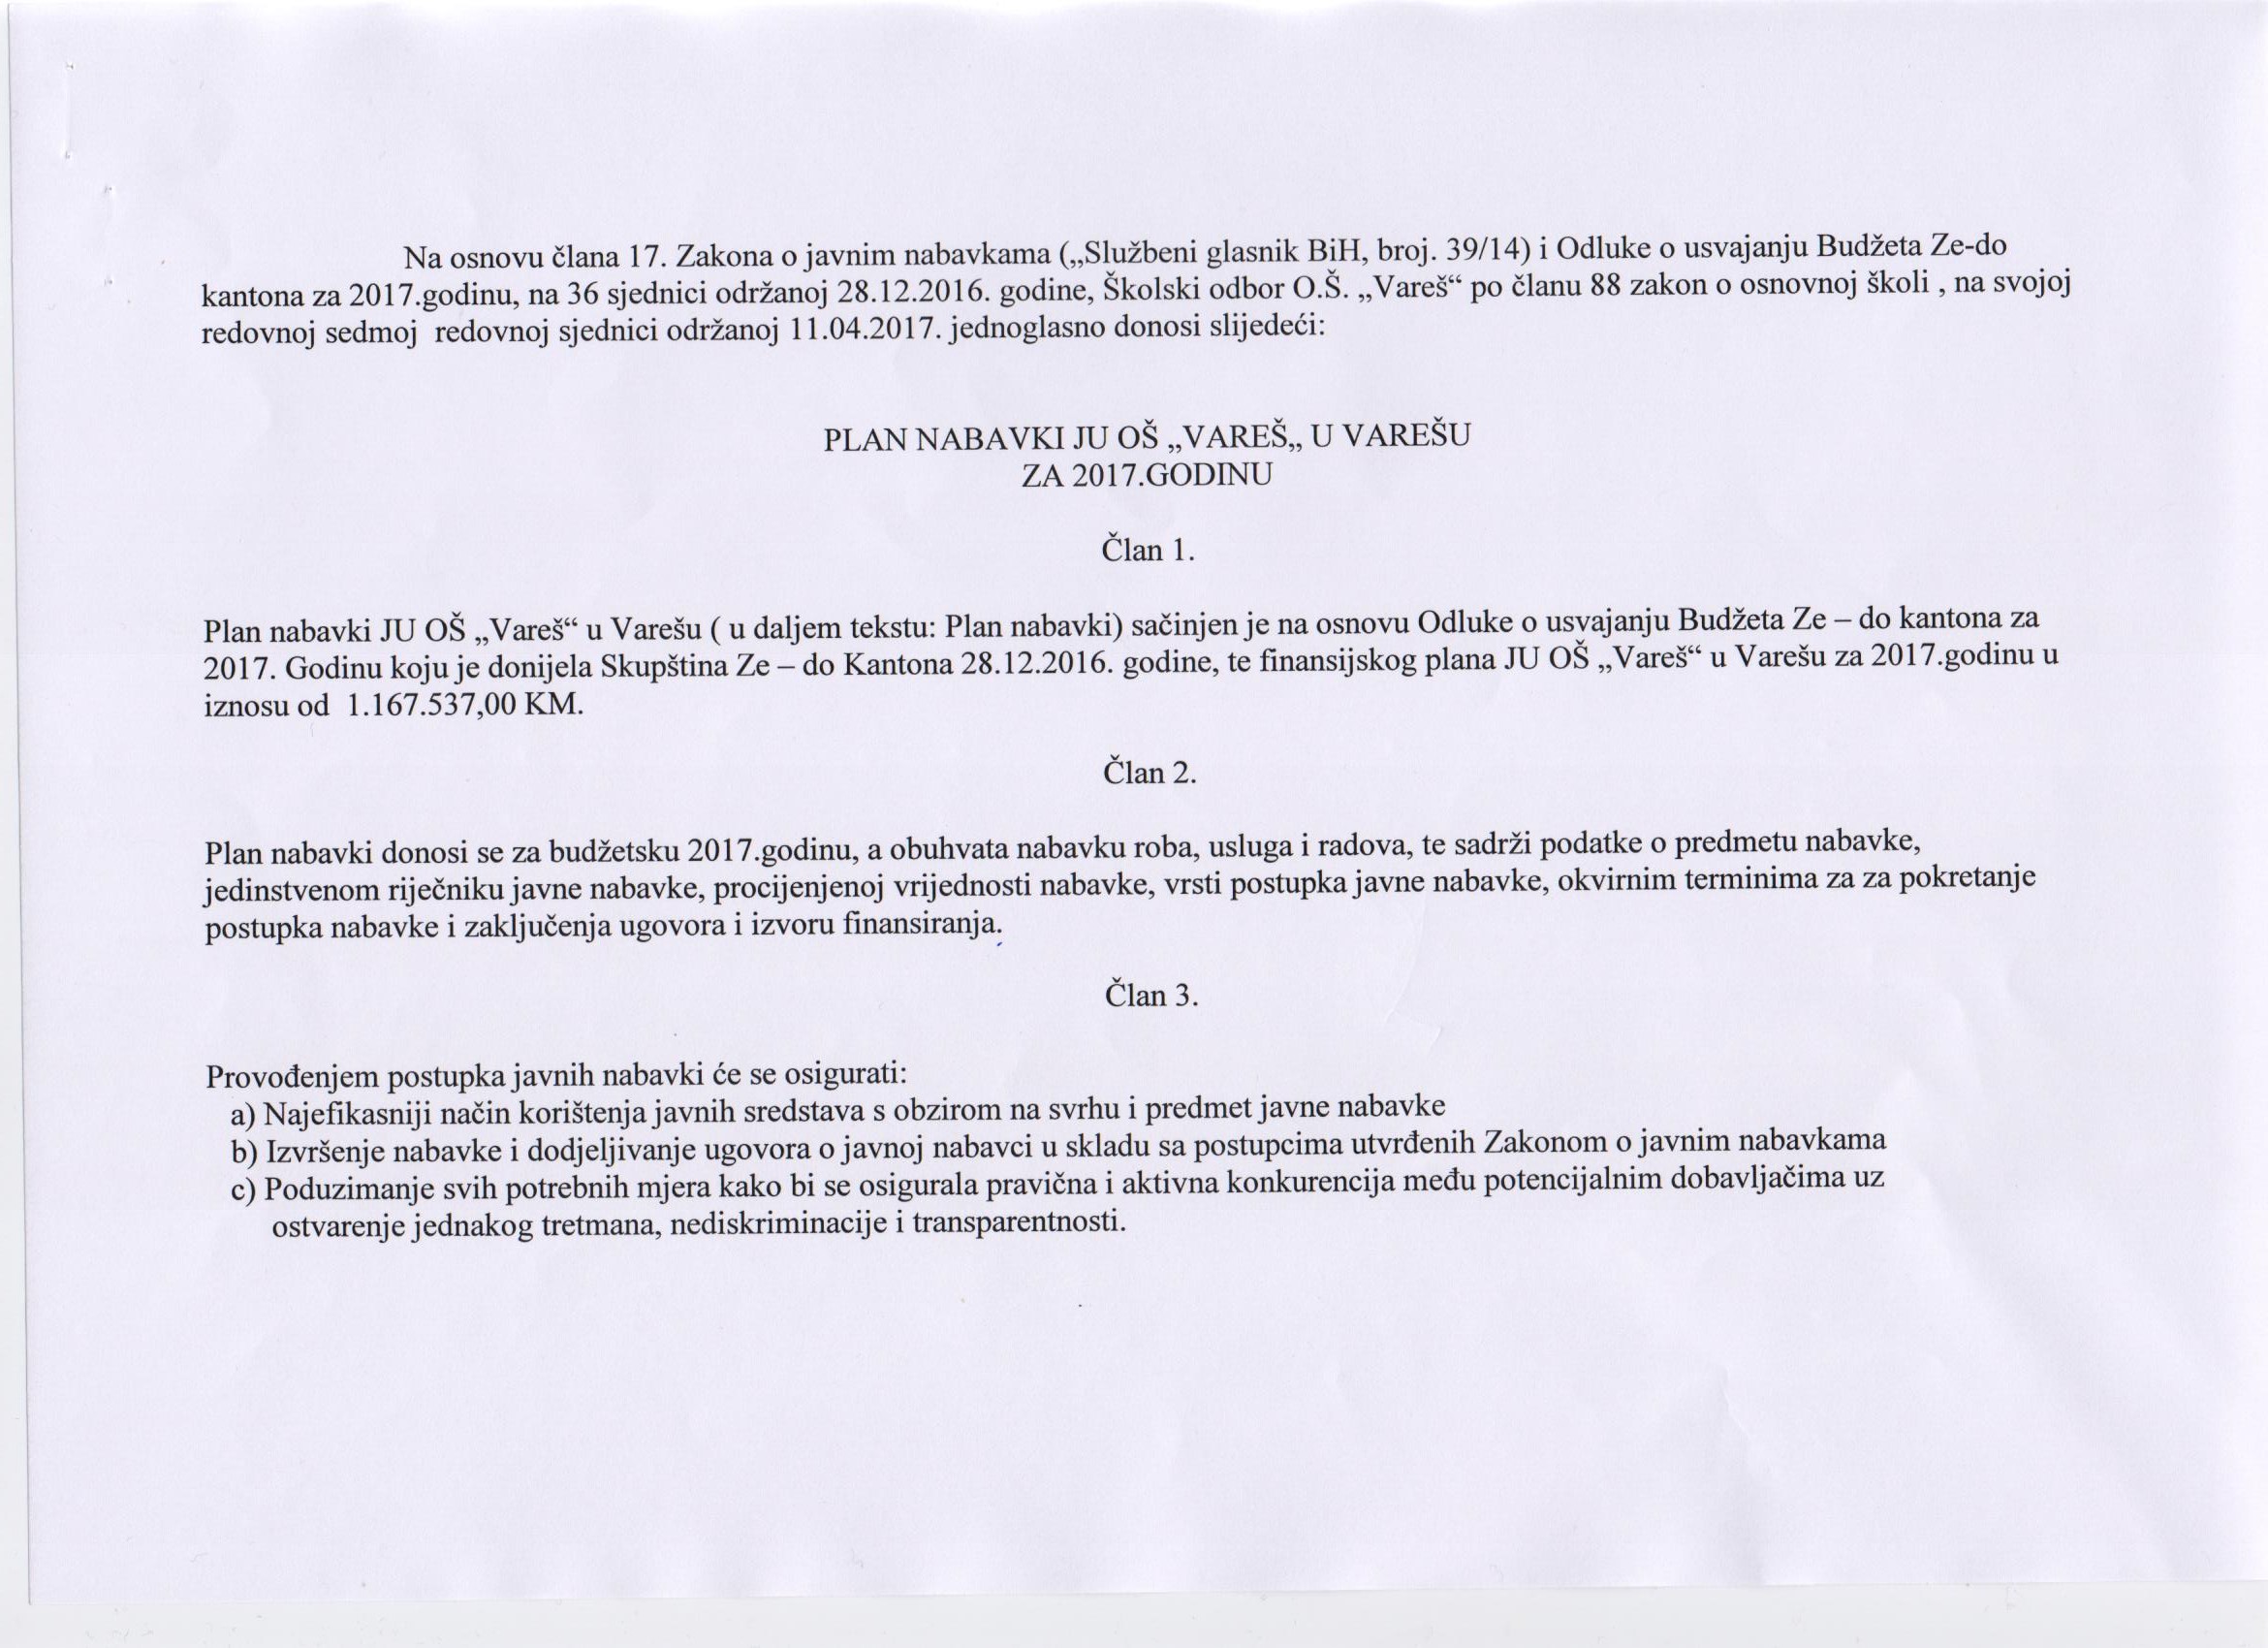 Na osnovu člana 17. Zakona o javnim nabavkama („Službeni glasnik BiH, broj. 39/14) i Odluke o usvajanju Budžeta Ze-do
kantona za 2017.godinu, na 36 sjednici održanoj 28.12.2016. godine, Školski odbor O.Š. „Vareš“ po članu 88 zakon o osnovnoj školi , na svojoj
redovnoj sedmoj redovnoj sjednici održanoj 11.04.2017. jednoglasno donosi slijedeći:
PLAN NABAVKI JU OŠ „VAREŠ„ U VAREŠU
ZA 2017.GODINU
Član 1.
Plan nabavki JU OŠ „Vareš“ u Varešu ( u daljem tekstu: Plan nabavki) sačinjen je na osnovu Odluke o usvajanju Budžeta Ze – do kantona za
2017. Godinu koju je donijela Skupština Ze – do Kantona 28.12.2016. godine, te finansijskog plana JU OŠ „Vareš“ u Varešu za 2017.godinu u
iznosu od 1.167.537,00 KM.
Član 2.
Plan nabavki donosi se za budžetsku 2017.godinu, a obuhvata nabavku roba, usluga i radova, te sadrži podatke o predmetu nabavke,
jedinstvenom riječniku javne nabavke, procijenjenoj vrijednosti nabavke, vrsti postupka javne nabavke, okvirnim terminima za za pokretanje
postupka nabavke i zaključenja ugovora i izvoru finansiranja.
Član 3.
Provođenjem postupka javnih nabavki će se osigurati:
a) Najefikasniji način korištenja javnih sredstava s obzirom na svrhu i predmet javne nabavke
b) Izvršenje nabavke i dodjeljivanje ugovora o javnoj nabavci u skladu sa postupcima utvrđenih Zakonom o javnim nabavkama
c) Poduzimanje svih potrebnih mjera kako bi se osigurala pravična i aktivna konkurencija među potencijalnim dobavljačima uz
ostvarenje jednakog tretmana, nediskriminacije i transparentnosti.